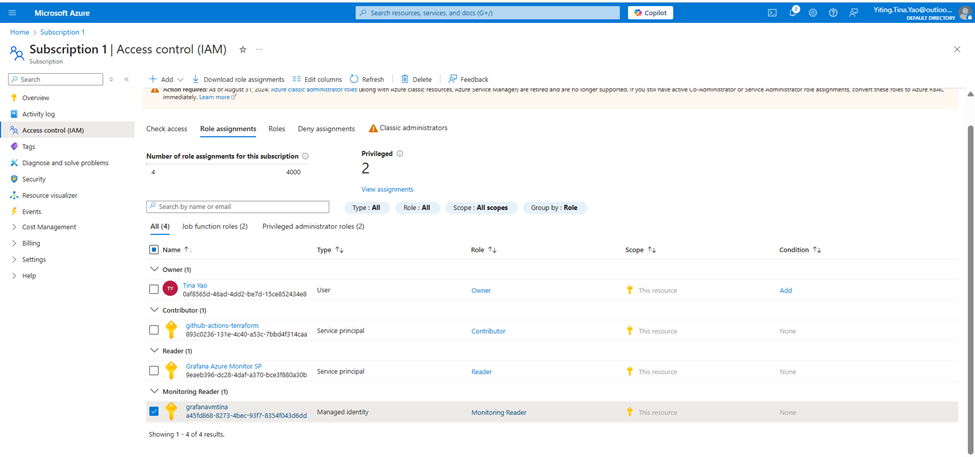 Microsoft Azure
Search resources, services, and docs (G+/)
Copilot
Yiting.Tina.Yao@outloo...
DEFAULT DIRECTORY
Home > Subscription 1
Subscription 1 | Access control (IAM)
Subscription
Search
Add
Download role assignments
Edit columns
Refresh
Delete
Feedback
Action required: As of August 31, 2024, Azure classic administrator roles (along with Azure classic resources, Azure Service Manager) are retired and are no longer supported. If you still have active Co-Administrator or Service Administrator role assignments, convert these roles to Azure RBAC
immediately. Learn more
Overview
Activity log
Access control (IAM)
Tags
Diagnose and solve problems
Security
Resource visualizer
Events
Cost Management
Billing
Settings
Help
Check access
Role assignments
Roles
Deny assignments
Classic administrators
Number of role assignments for this subscription
4
4000
Privileged
2
View assignments
Search by name or email
Type : All
Role : All
Scope : All scopes
Group by : Role
All (4)
Job function roles (2)
Privileged administrator roles (2)
Name
Type
Role
Scope
Condition
Owner (1)
TY
Tina Yao
0af8565d-46ad-4dd2-be7d-15ce852434e8
User
Owner
This resource
Add
Contributor (1)
github-actions-terraform
893c0236-131e-4c40-a53c-7bbd4f314caa
Service principal
Contributor
This resource
None
Reader (1)
Grafana Azure Monitor SP
9eaeb396-dc28-4daf-a370-bce3f880a30b
Service principal
Reader
This resource
None
Monitoring Reader (1)
grafanavmtina
a45fd868-8273-4bec-93f7-8354f043d6dd
Managed identity
Monitoring Reader
This resource
None
Showing 1 - 4 of 4 results.